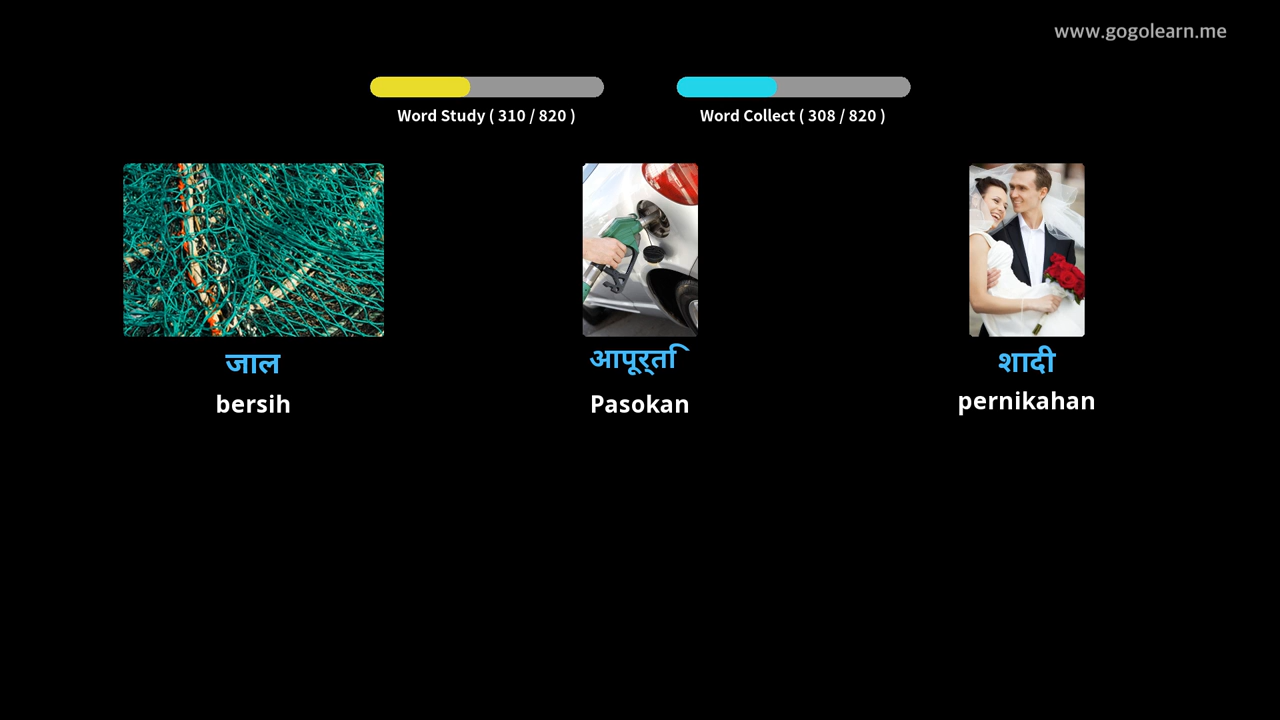 www.gogolearn.me
Word Study ( 310 / 820 )
Word Collect ( 308 / 820 )
जाल
आपूर्ति
शादी
bersih
Pasokan
pernikahan